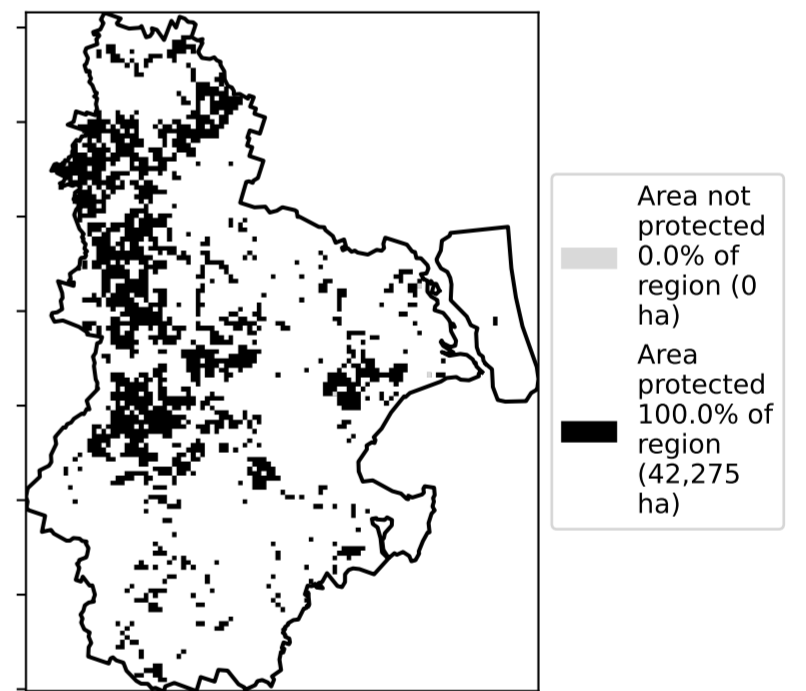 Area not
protected
0.0% of
region (0
ha)
Area
protected
100.0% of
region
(42,275
ha)